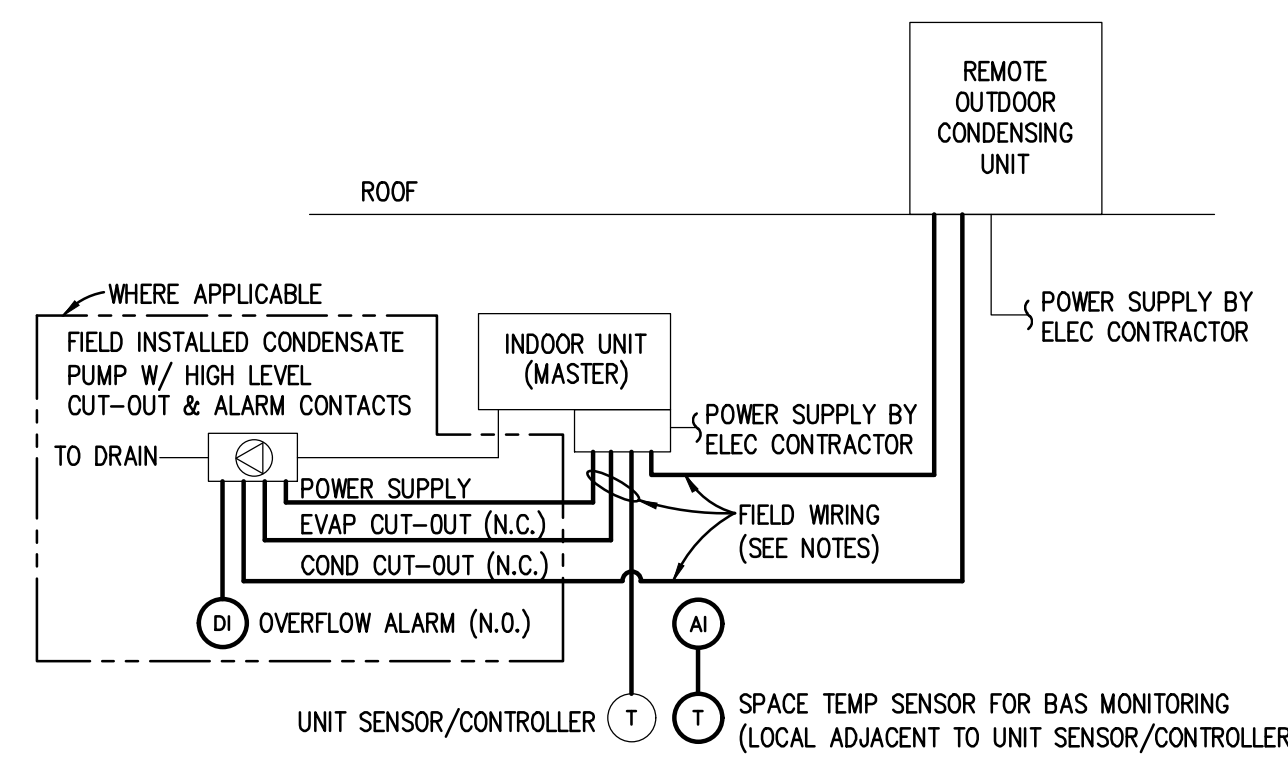 REMOTE
OUTDOOR
CONDENSING
UNIT
ROOF
WHERE APPLICABLE
POWER SUPPLY BY
ELEC CONTRACTOR
FIELD INSTALLED CONDENSATE
PUMP W/ HIGH LEVEL
CUT-OUT & ALARM CONTACTS
INDOOR UNIT
(MASTER)
POWER SUPPLY BY
ELEC CONTRACTOR
TO DRAIN
POWER SUPPLY
EVAP CUT-OUT (N.C.)
COND CUT-OUT (N.C.)
FIELD WIRING
(SEE NOTES)
DI OVERFLOW ALARM (N.O.)
AI
UNIT SENSOR/CONTROLLER T
T SPACE TEMP SENSOR FOR BAS MONITORING
(LOCAL ADJACENT TO UNIT SENSOR/CONTROLLER